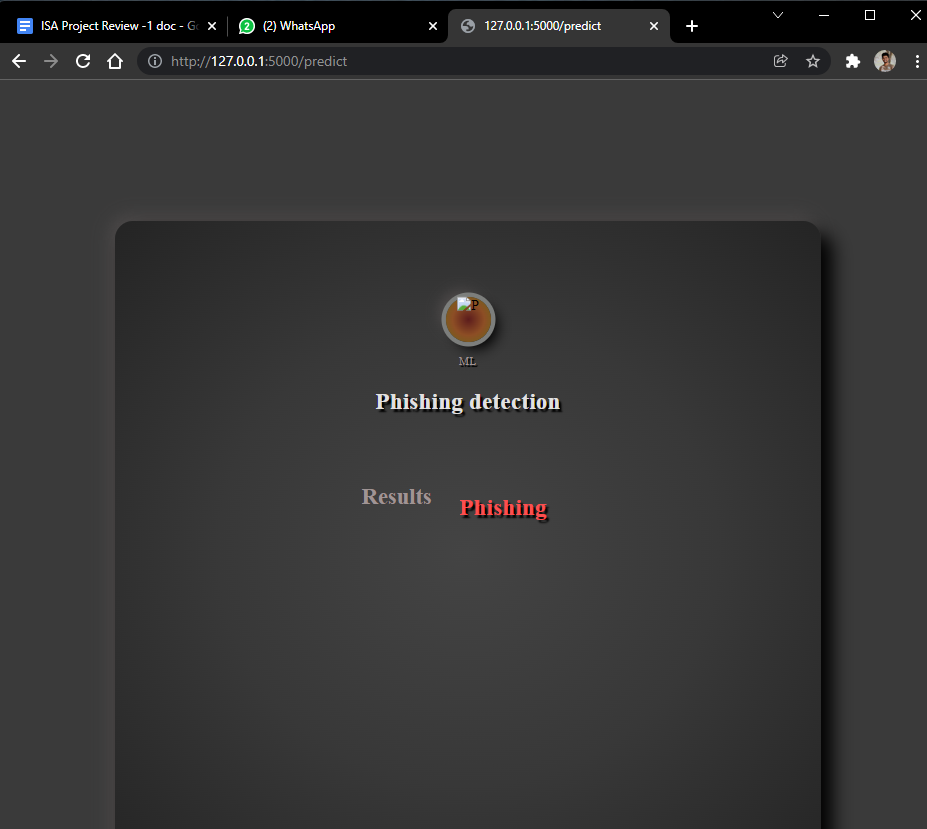 ISA Project Review -1 doc - Go
(2) WhatsApp
127.0.0.1:5000/predict
2
http://127.0.0.1:5000/predict
P
ML
Phishing detection
Results
Phishing